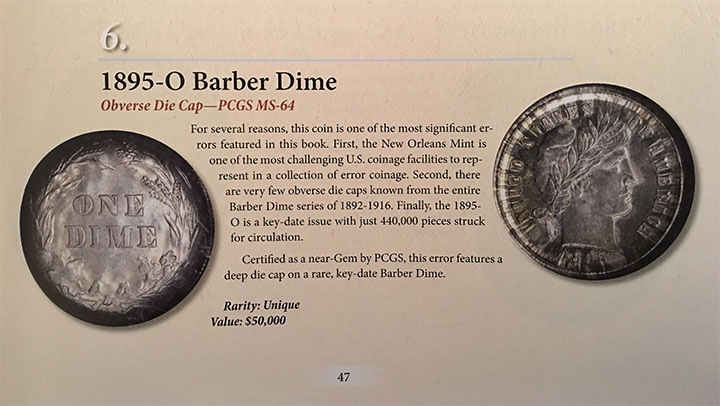 6.
1895-O Barber Dime
Obverse Die Cap—PCGS MS-64
For several reasons, this coin is one of the most significant er-
rors featured in this book. First, the New Orleans Mint is
one of the most challenging U.S. coinage facilities to rep-
resent in a collection of error coinage. Second, there
are very few obverse die caps known from the entire
Barber Dime series of 1892-1916. Finally, the 1895-
O is a key-date issue with just 440,000 pieces struck
for circulation.
Certified as a near-Gem by PCGS, this error features a
deep die cap on a rare, key-date Barber Dime.
Rarity: Unique
Value: $50,000
ONE
DIME
UNITED STATES OF AMERICA
47